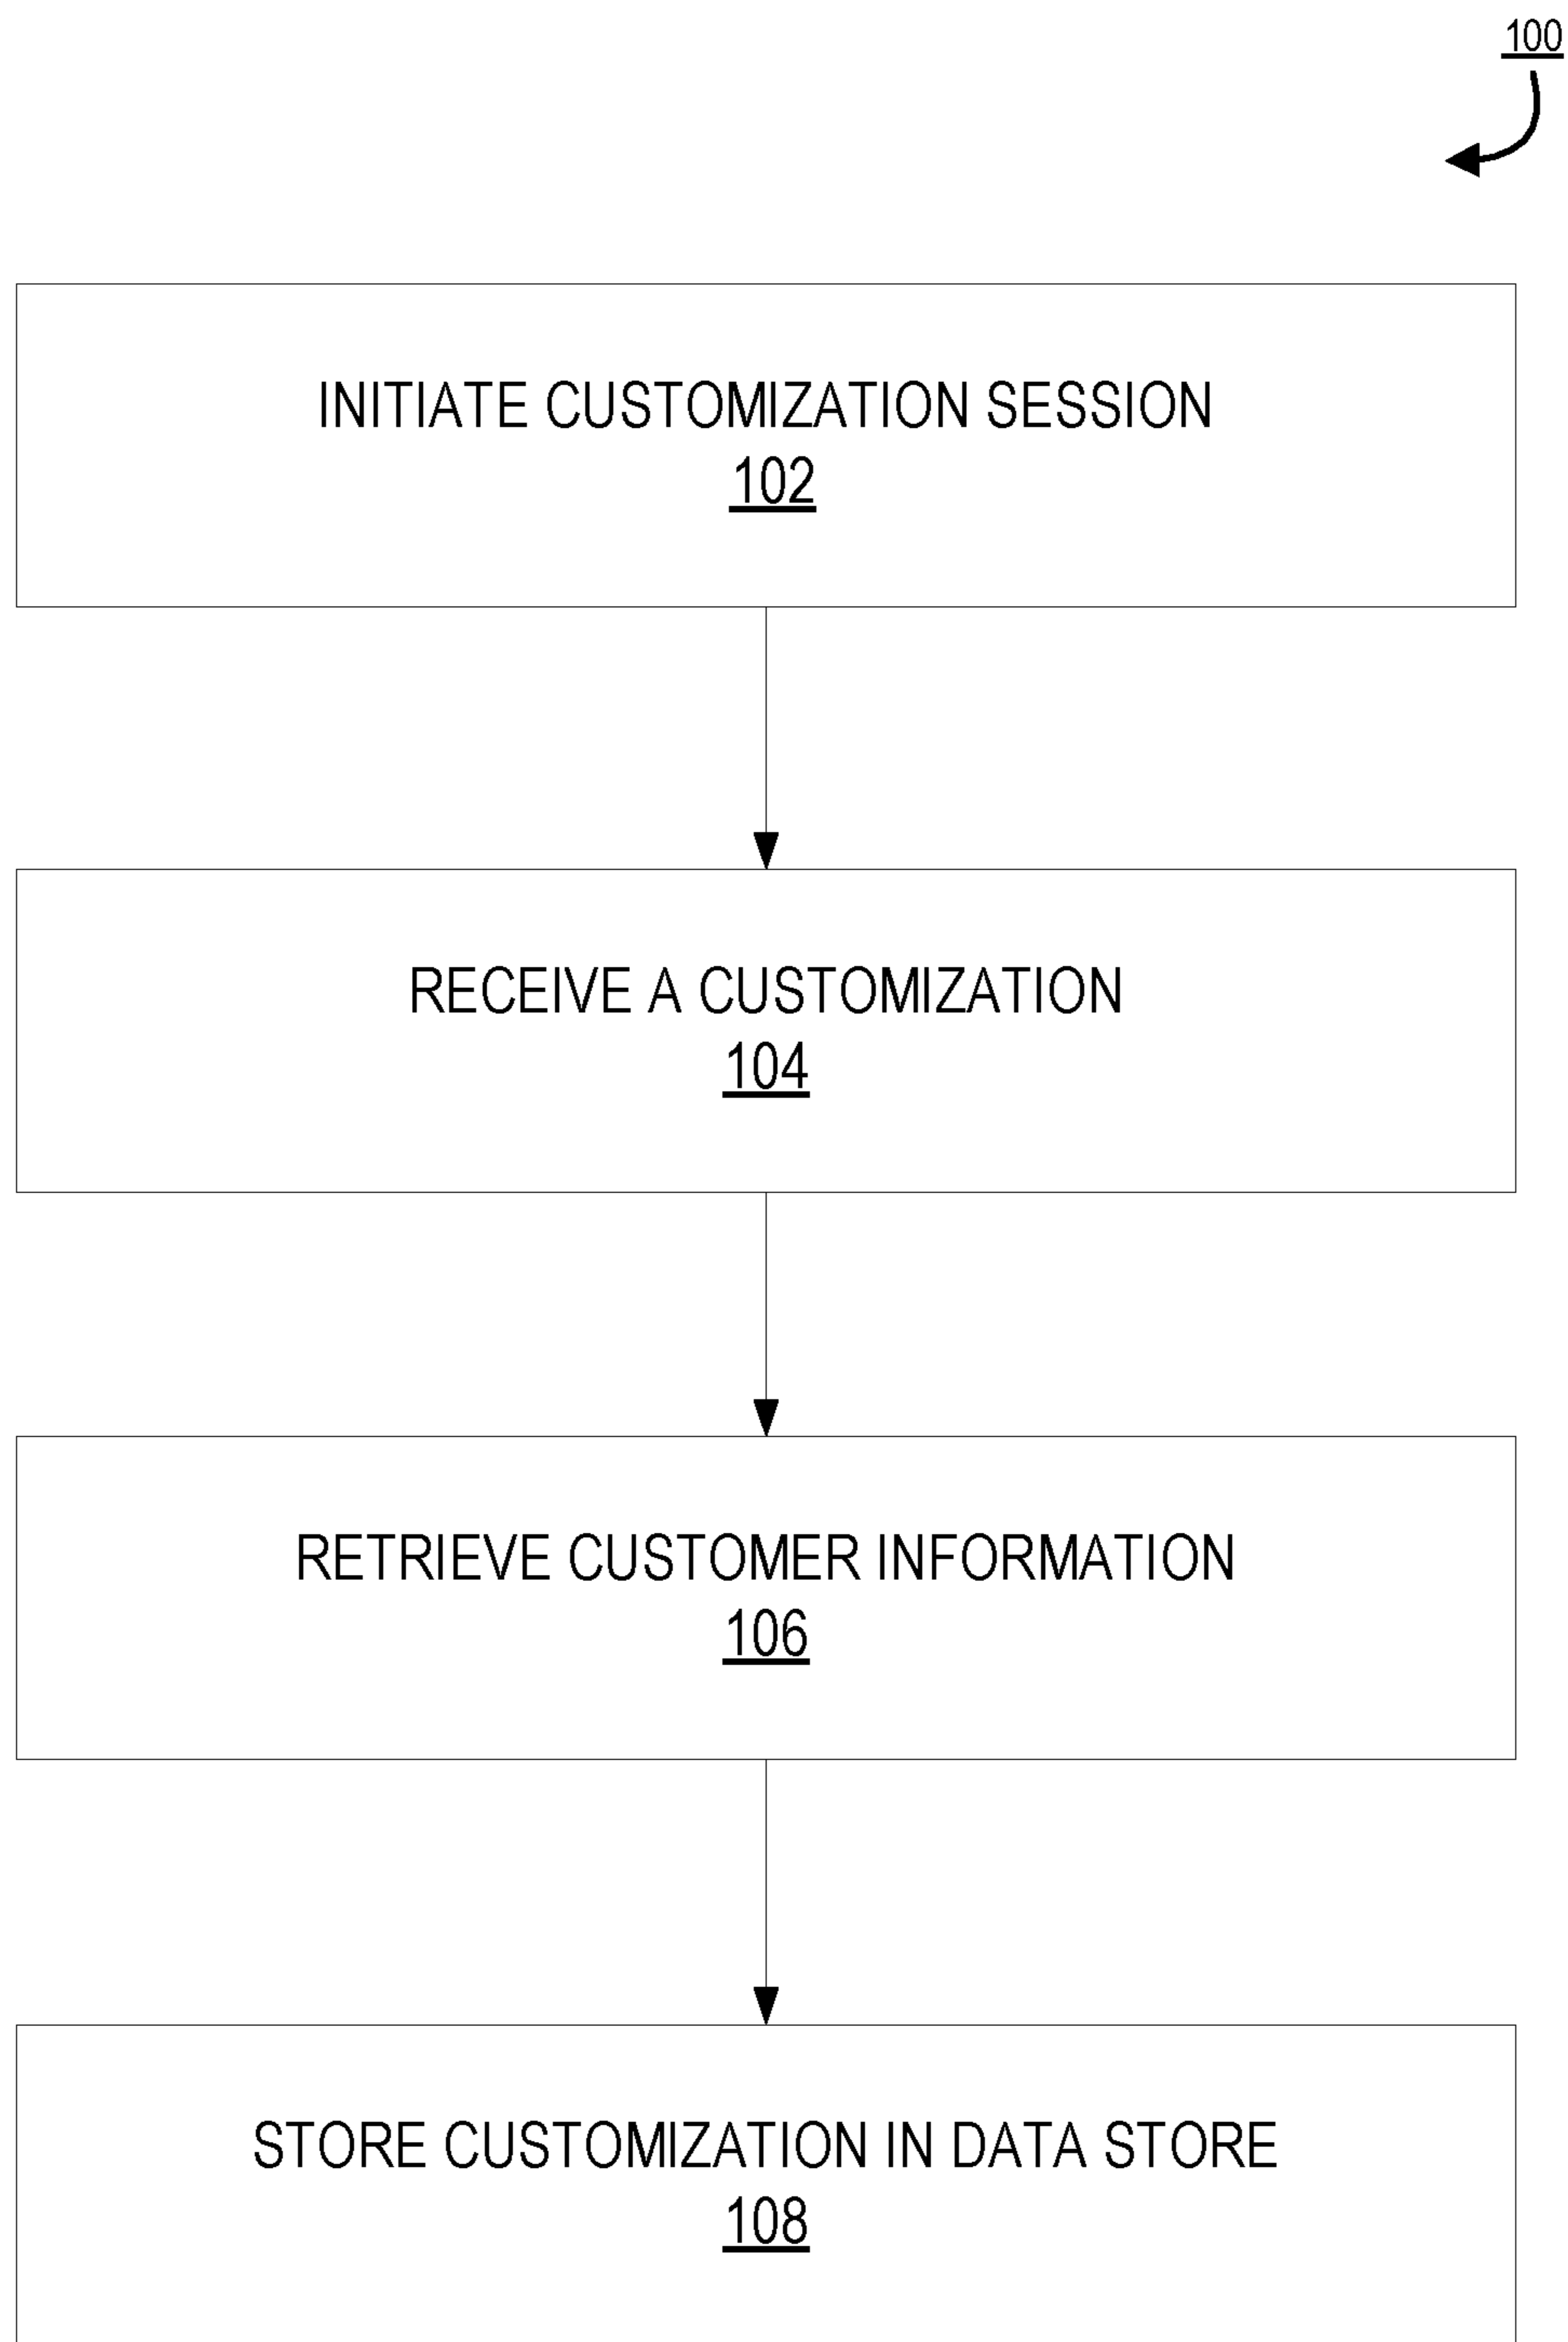 100
INITIATE CUSTOMIZATION SESSION
102
RECEIVE A CUSTOMIZATION
104
RETRIEVE CUSTOMER INFORMATION
106
STORE CUSTOMIZATION IN DATA STORE
108